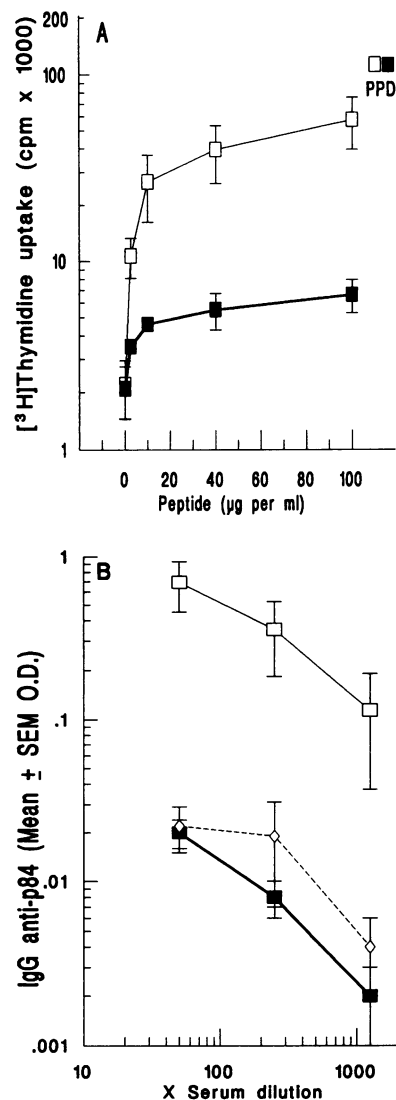 A
200
100
10
1
[³H]Thymidine uptake (cpm x 1000)
PPD
0 20 40 60 80 100
Peptide (µg per ml)
B
1
.1
.01
.001
IgG anti-p84 (Mean ± SEM O.D.)
10 100 1000
X Serum dilution